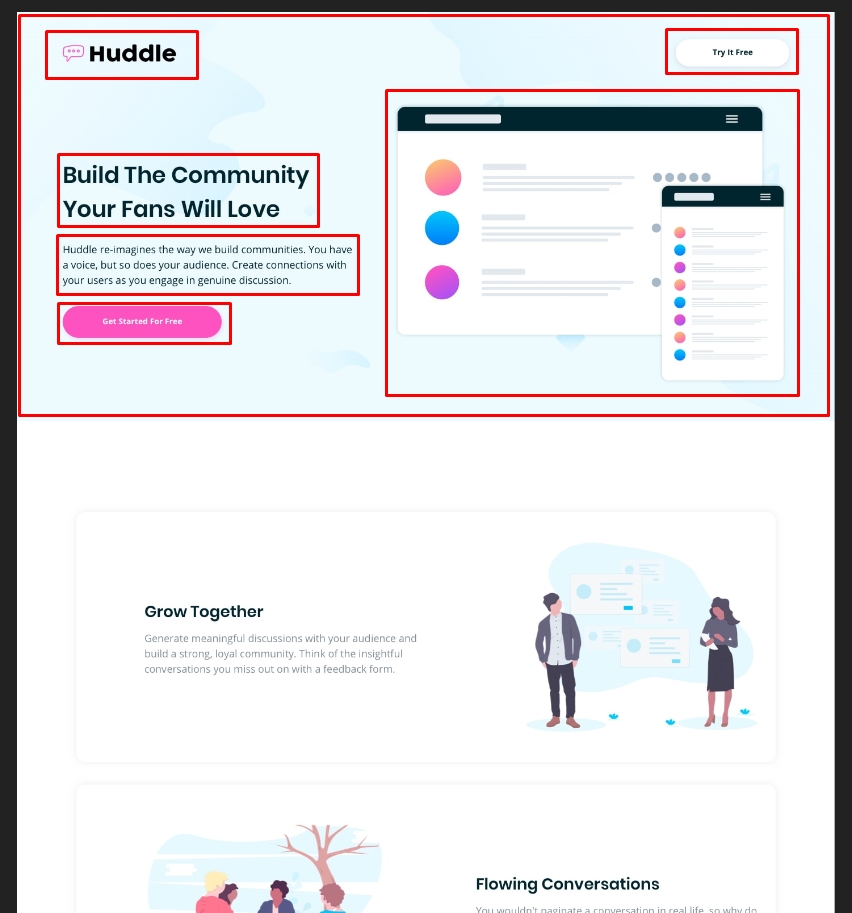 Huddle
Try It Free
Build The Community
Your Fans Will Love
Huddle re-imagines the way we build communities. You have
a voice, but so does your audience. Create connections with
your users as you engage in genuine discussion.
Get Started For Free
Grow Together
Generate meaningful discussions with your audience and
build a strong, loyal community. Think of the insightful
conversations you miss out on with a feedback form.
Flowing Conversations
You wouldn't paginate a conversation in real life, so why do